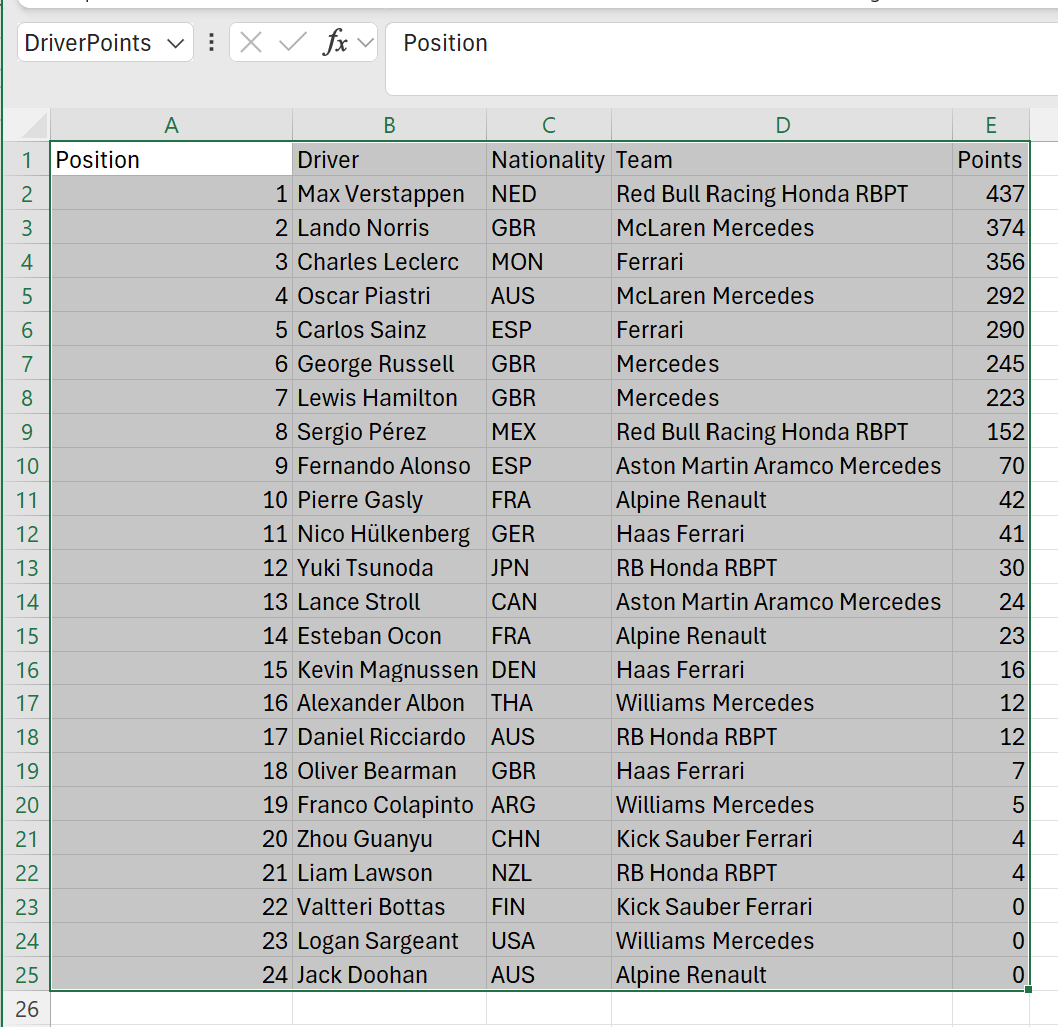 DriverPoints fx Position
A B C D E
1 Position Driver Nationality Team Points
2 1 Max Verstappen NED Red Bull Racing Honda RBPT 437
3 2 Lando Norris GBR McLaren Mercedes 374
4 3 Charles Leclerc MON Ferrari 356
5 4 Oscar Piastri AUS McLaren Mercedes 292
6 5 Carlos Sainz ESP Ferrari 290
7 6 George Russell GBR Mercedes 245
8 7 Lewis Hamilton GBR Mercedes 223
9 8 Sergio Pérez MEX Red Bull Racing Honda RBPT 152
10 9 Fernando Alonso ESP Aston Martin Aramco Mercedes 70
11 10 Pierre Gasly FRA Alpine Renault 42
12 11 Nico Hülkenberg GER Haas Ferrari 41
13 12 Yuki Tsunoda JPN RB Honda RBPT 30
14 13 Lance Stroll CAN Aston Martin Aramco Mercedes 24
15 14 Esteban Ocon FRA Alpine Renault 23
16 15 Kevin Magnussen DEN Haas Ferrari 16
17 16 Alexander Albon THA Williams Mercedes 12
18 17 Daniel Ricciardo AUS RB Honda RBPT 12
19 18 Oliver Bearman GBR Haas Ferrari 7
20 19 Franco Colapinto ARG Williams Mercedes 5
21 20 Zhou Guanyu CHN Kick Sauber Ferrari 4
22 21 Liam Lawson NZL RB Honda RBPT 4
23 22 Valtteri Bottas FIN Kick Sauber Ferrari 0
24 23 Logan Sargeant USA Williams Mercedes 0
25 24 Jack Doohan AUS Alpine Renault 0
26